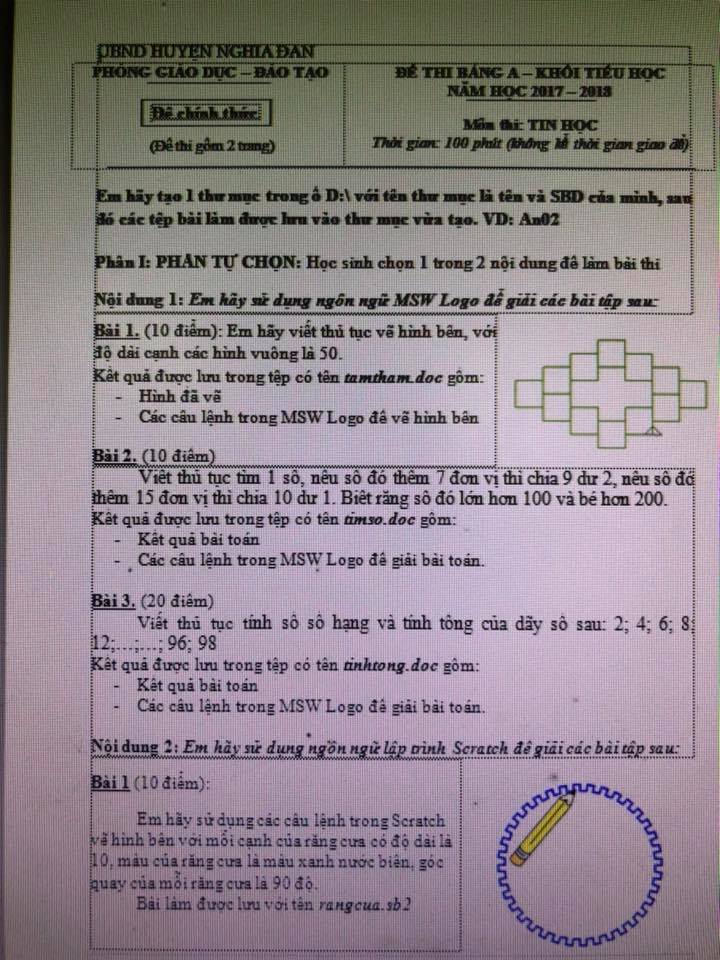 UBND HUYỆN NGHĨA ĐÀN
PHÒNG GIÁO DỤC – ĐÀO TẠO
Đề chính thức
(Đề thi gồm 2 trang)
ĐỀ THI BẢNG A – KHỐI TIỂU HỌC
NĂM HỌC 2017 – 2018
Môn thi: TIN HỌC
Thời gian: 100 phút (không kể thời gian giao đề)
Em hãy tạo 1 thư mục trong ổ D:\ với tên thư mục là tên và SBD của mình, sau
đó các tệp bài làm được lưu vào thư mục vừa tạo. VD: An02
Phần I: PHẦN TỰ CHỌN: Học sinh chọn 1 trong 2 nội dung để làm bài thi
Nội dung 1: Em hãy sử dụng ngôn ngữ MSW Logo để giải các bài tập sau:
Bài 1. (10 điểm): Em hãy viết thủ tục vẽ hình bên, với
độ dài cạnh các hình vuông là 50.
Kết quả được lưu trong tệp có tên tamtham.doc gồm:
- Hình đã vẽ
- Các câu lệnh trong MSW Logo để vẽ hình bên
Bài 2. (10 điểm)
Viết thủ tục tìm 1 số, nếu số đó thêm 7 đơn vị thì chia 9 dư 2, nếu số đó
thêm 15 đơn vị thì chia 10 dư 1. Biết rằng số đó lớn hơn 100 và bé hơn 200.
Kết quả được lưu trong tệp có tên timso.doc gồm:
- Kết quả bài toán
- Các câu lệnh trong MSW Logo để giải bài toán.
Bài 3. (20 điểm)
Viết thủ tục tính số số hạng và tính tổng của dãy số sau: 2; 4; 6; 8;
12;…;…; 96; 98
Kết quả được lưu trong tệp có tên tinhtong.doc gồm:
- Kết quả bài toán
- Các câu lệnh trong MSW Logo để giải bài toán.
Nội dung 2: Em hãy sử dụng ngôn ngữ lập trình Scratch để giải các bài tập sau:
Bài 1 (10 điểm):
Em hãy sử dụng các câu lệnh trong Scratch
vẽ hình bên với mỗi cạnh của răng cưa có độ dài là
10, màu của răng cưa là màu xanh nước biển, góc
quay của mỗi răng cưa là 90 độ.
Bài làm được lưu với tên rangcua.sb2